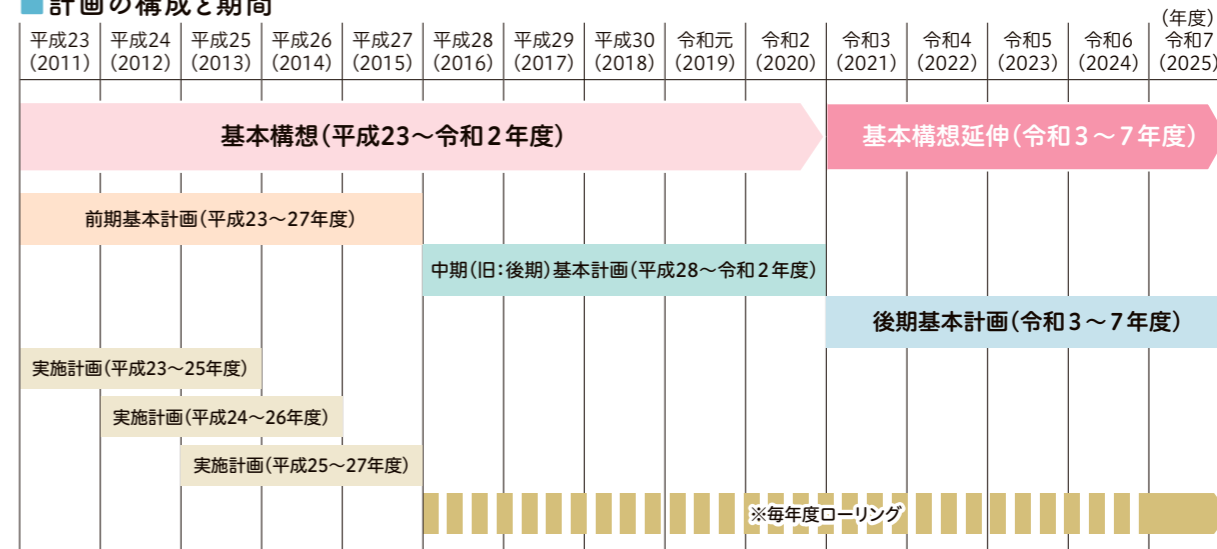 ■計画の構成と期間
(年度)
平成23 平成24 平成25 平成26 平成27 平成28 平成29 平成30 令和元 令和2 令和3 令和4 令和5 令和6 令和7
(2011) (2012) (2013) (2014) (2015) (2016) (2017) (2018) (2019) (2020) (2021) (2022) (2023) (2024) (2025)
基本構想(平成23〜令和2年度) 基本構想延伸(令和3〜7年度)
前期基本計画(平成23〜27年度)
中期(旧:後期)基本計画(平成28〜令和2年度)
後期基本計画(令和3〜7年度)
実施計画(平成23〜25年度)
実施計画(平成24〜26年度)
実施計画(平成25〜27年度)
※毎年度ローリング